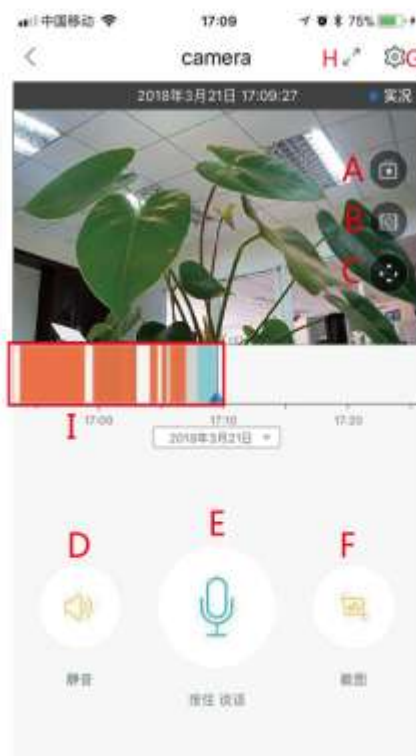 中国移动 17:09 75%
camera H G
2018年3月21日 17:09:27 实况
A
B
C
I 17:00 17:10 17:20
2018年3月21日
D E F
静音 按住 说话 截图